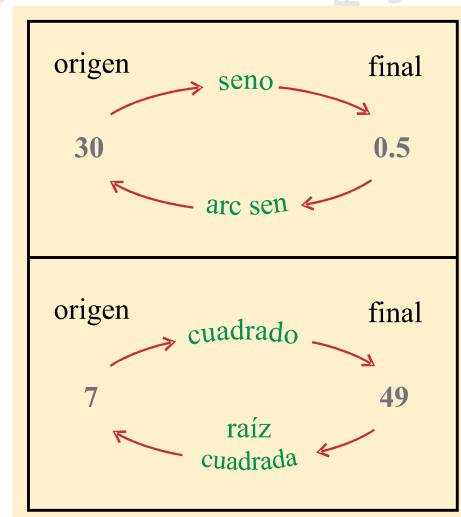 origen
final
seno
30
0.5
arc sen
origen
final
cuadrado
7
49
raíz
cuadrada